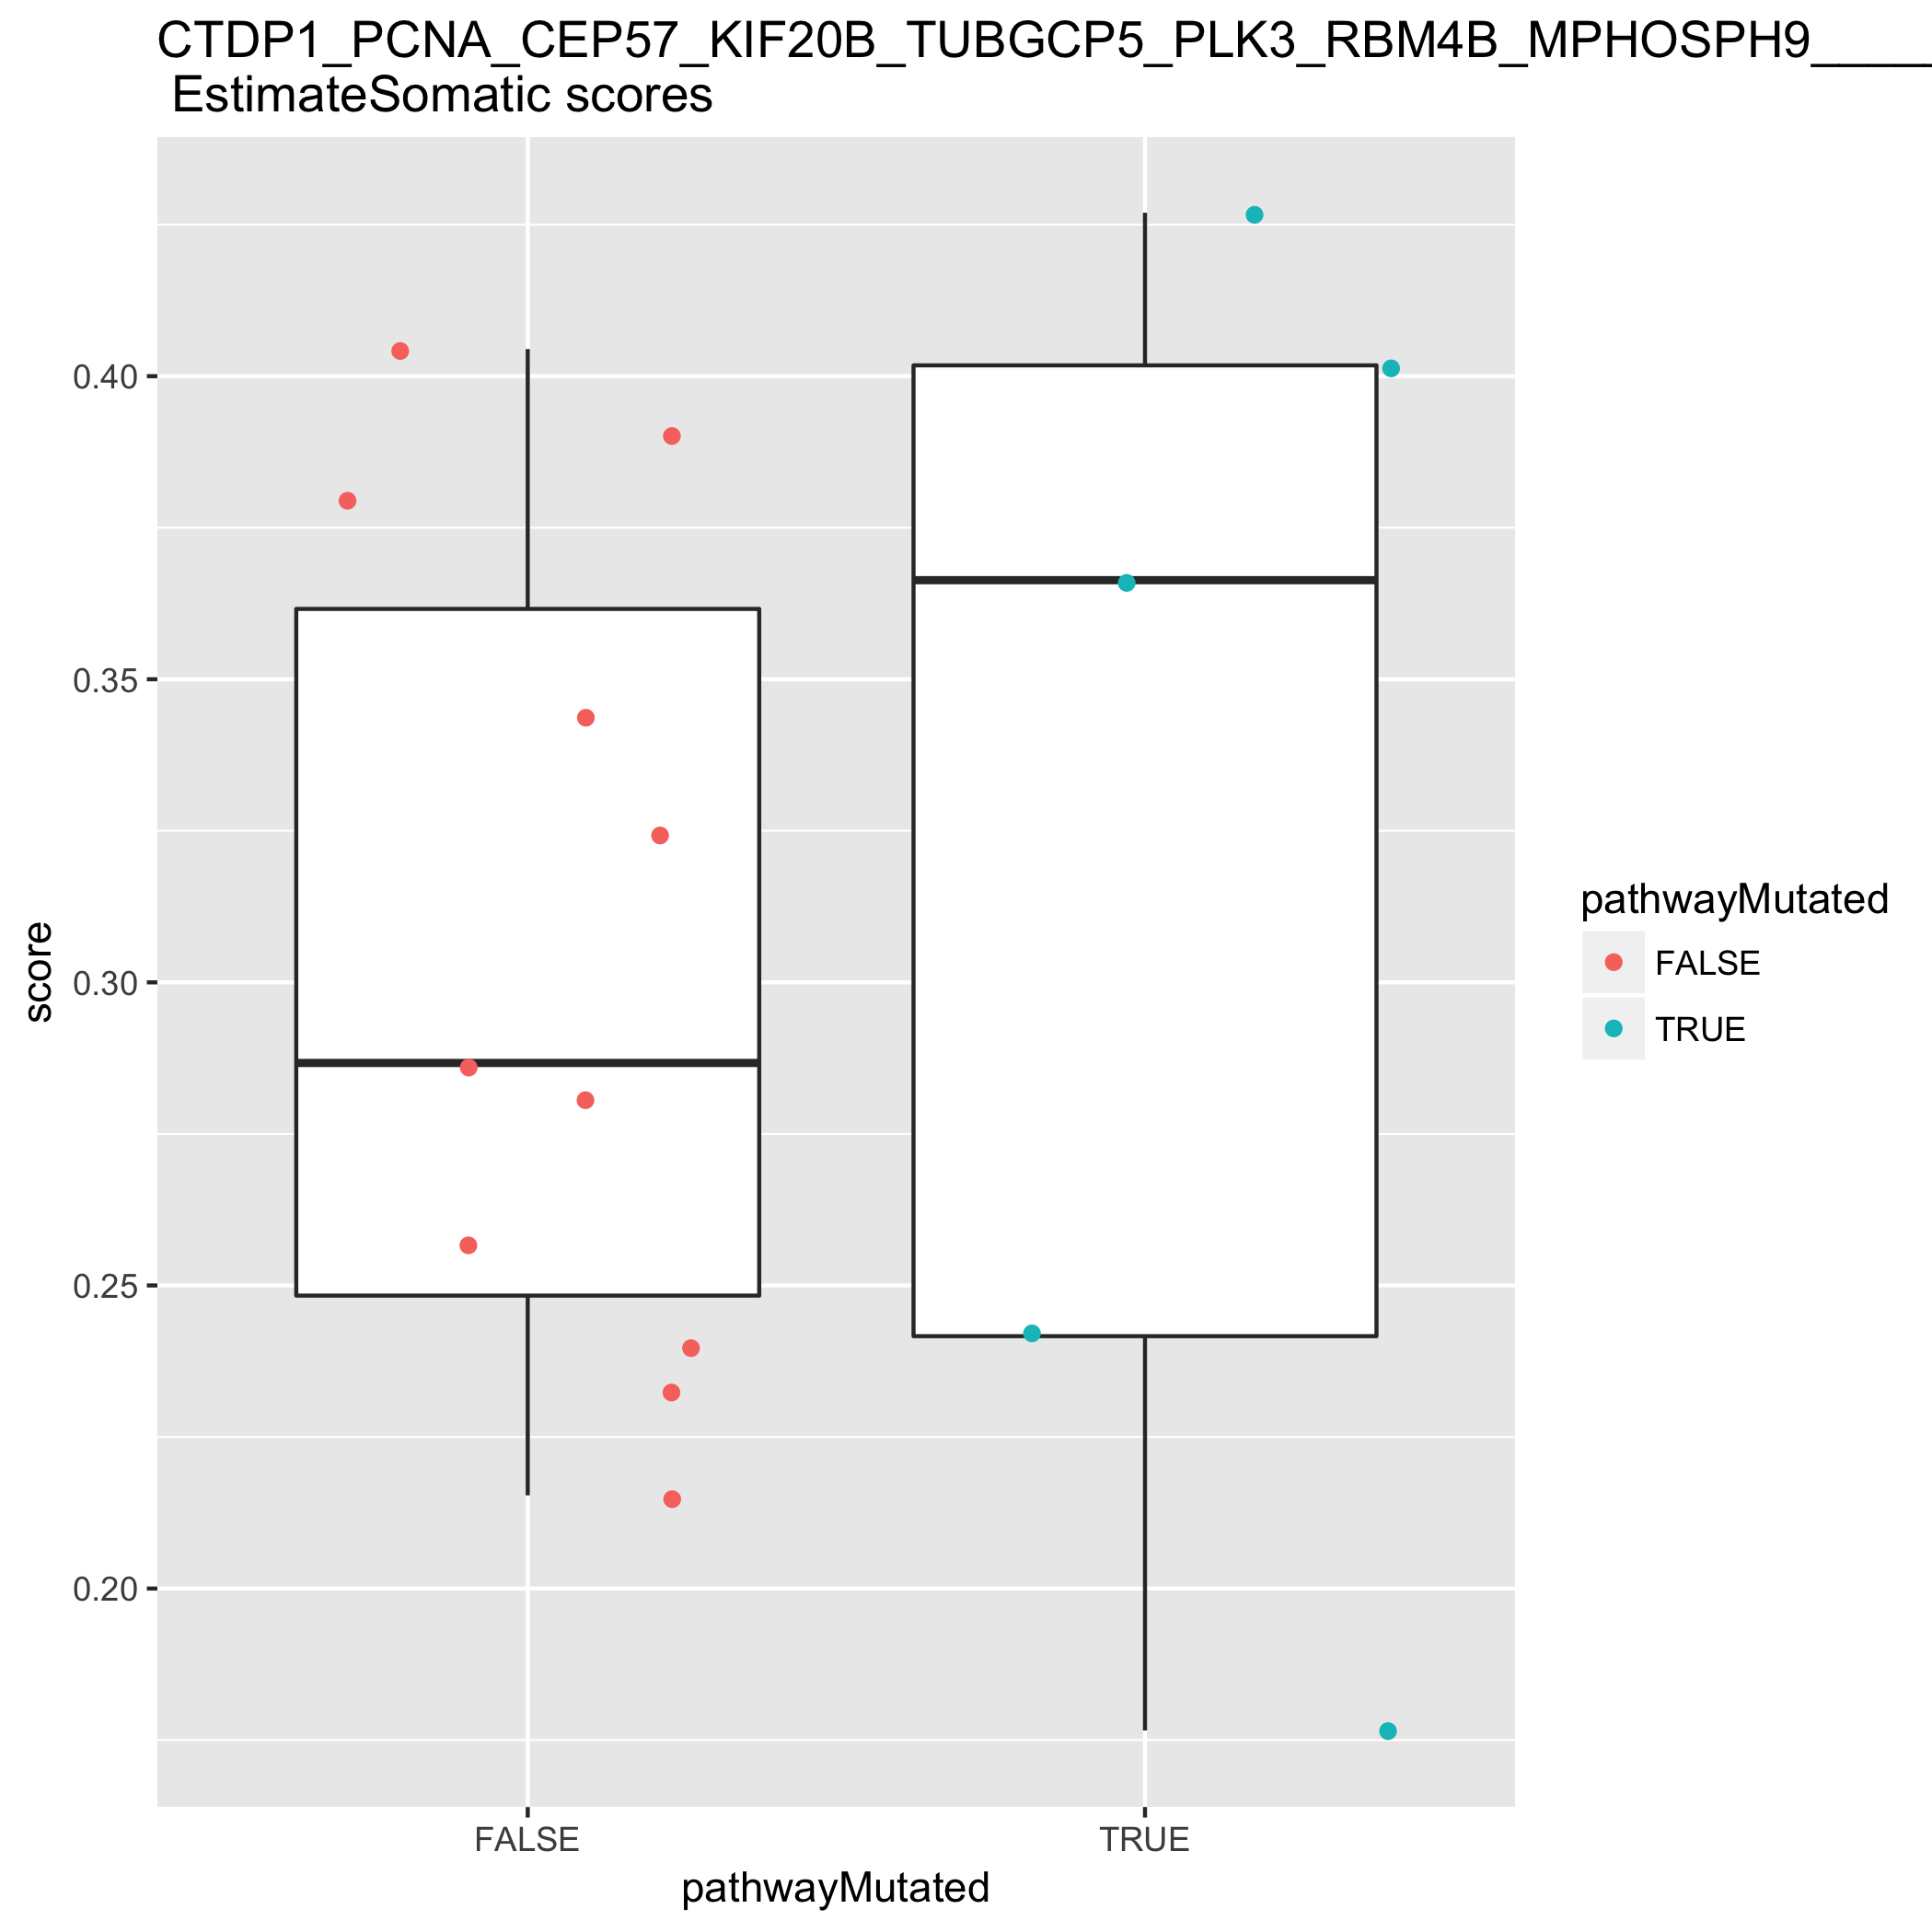 CTDP1_PCNA_CEP57_KIF20B_TUBGCP5_PLK3_RBM4B_MPHOSPH9_____
EstimateSomatic scores
0.40
0.35
0.30
0.25
0.20
score
FALSE
TRUE
pathwayMutated
pathwayMutated
FALSE
TRUE